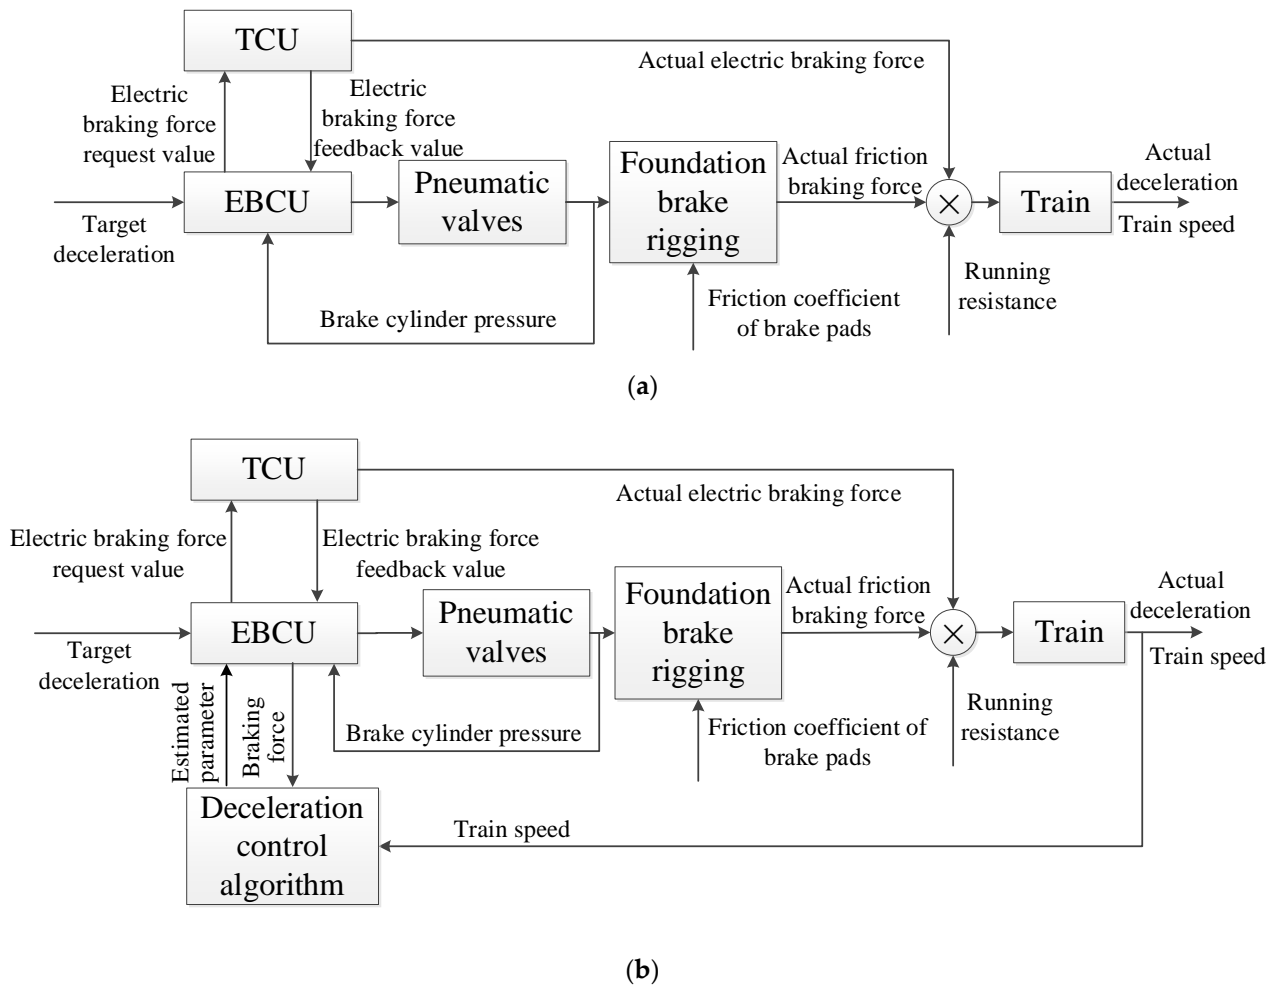 TCU
Actual electric braking force
Electric
braking force
request value
Electric
braking force
feedback value
EBCU
Pneumatic
valves
Foundation
brake
rigging
Actual friction
braking force
×
Train
Actual
deceleration
Train speed
Target
deceleration
Brake cylinder pressure
Friction coefficient
of brake pads
Running
resistance
(a)
TCU
Actual electric braking force
Electric braking force
request value
Electric braking force
feedback value
EBCU
Pneumatic
valves
Foundation
brake
rigging
Actual friction
braking force
×
Train
Actual
deceleration
Train speed
Target
deceleration
Estimated
parameter
Braking
force
Brake cylinder pressure
Friction coefficient of
brake pads
Running
resistance
Deceleration
control
algorithm
Train speed
(b)